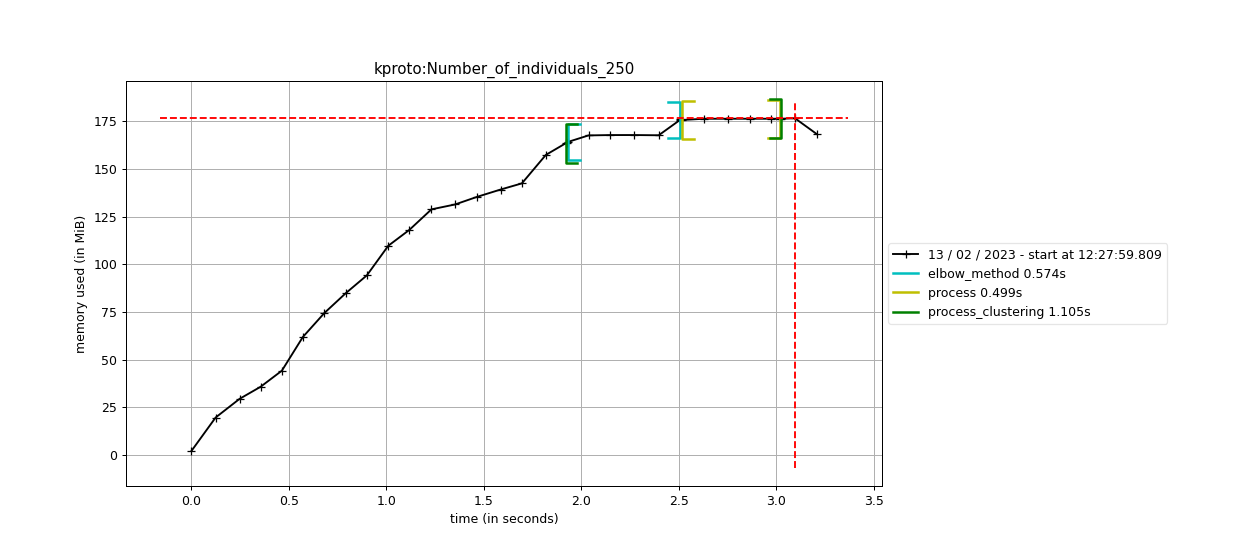 kproto:Number_of_individuals_250
memory used (in MiB)
175
150
125
100
75
50
25
0
0.0 0.5 1.0 1.5 2.0 2.5 3.0 3.5
time (in seconds)
13 / 02 / 2023 - start at 12:27:59.809
elbow_method 0.574s
process 0.499s
process_clustering 1.105s